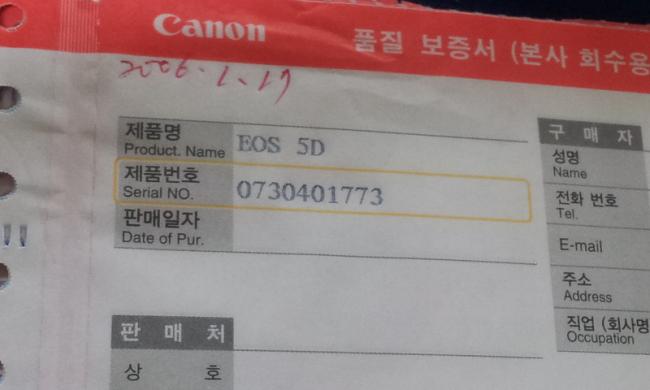 Canon 품질 보증서 (본사 회수용
2006.1.17
제품명
Product. Name
EOS 5D
제품번호
Serial NO.
0730401773
판매일자
Date of Pur.
판 매 처
상 호
구 매 자
성명
Name
전화 번호
Tel.
E-mail
주소
Address
직업 (회사명
Occupation